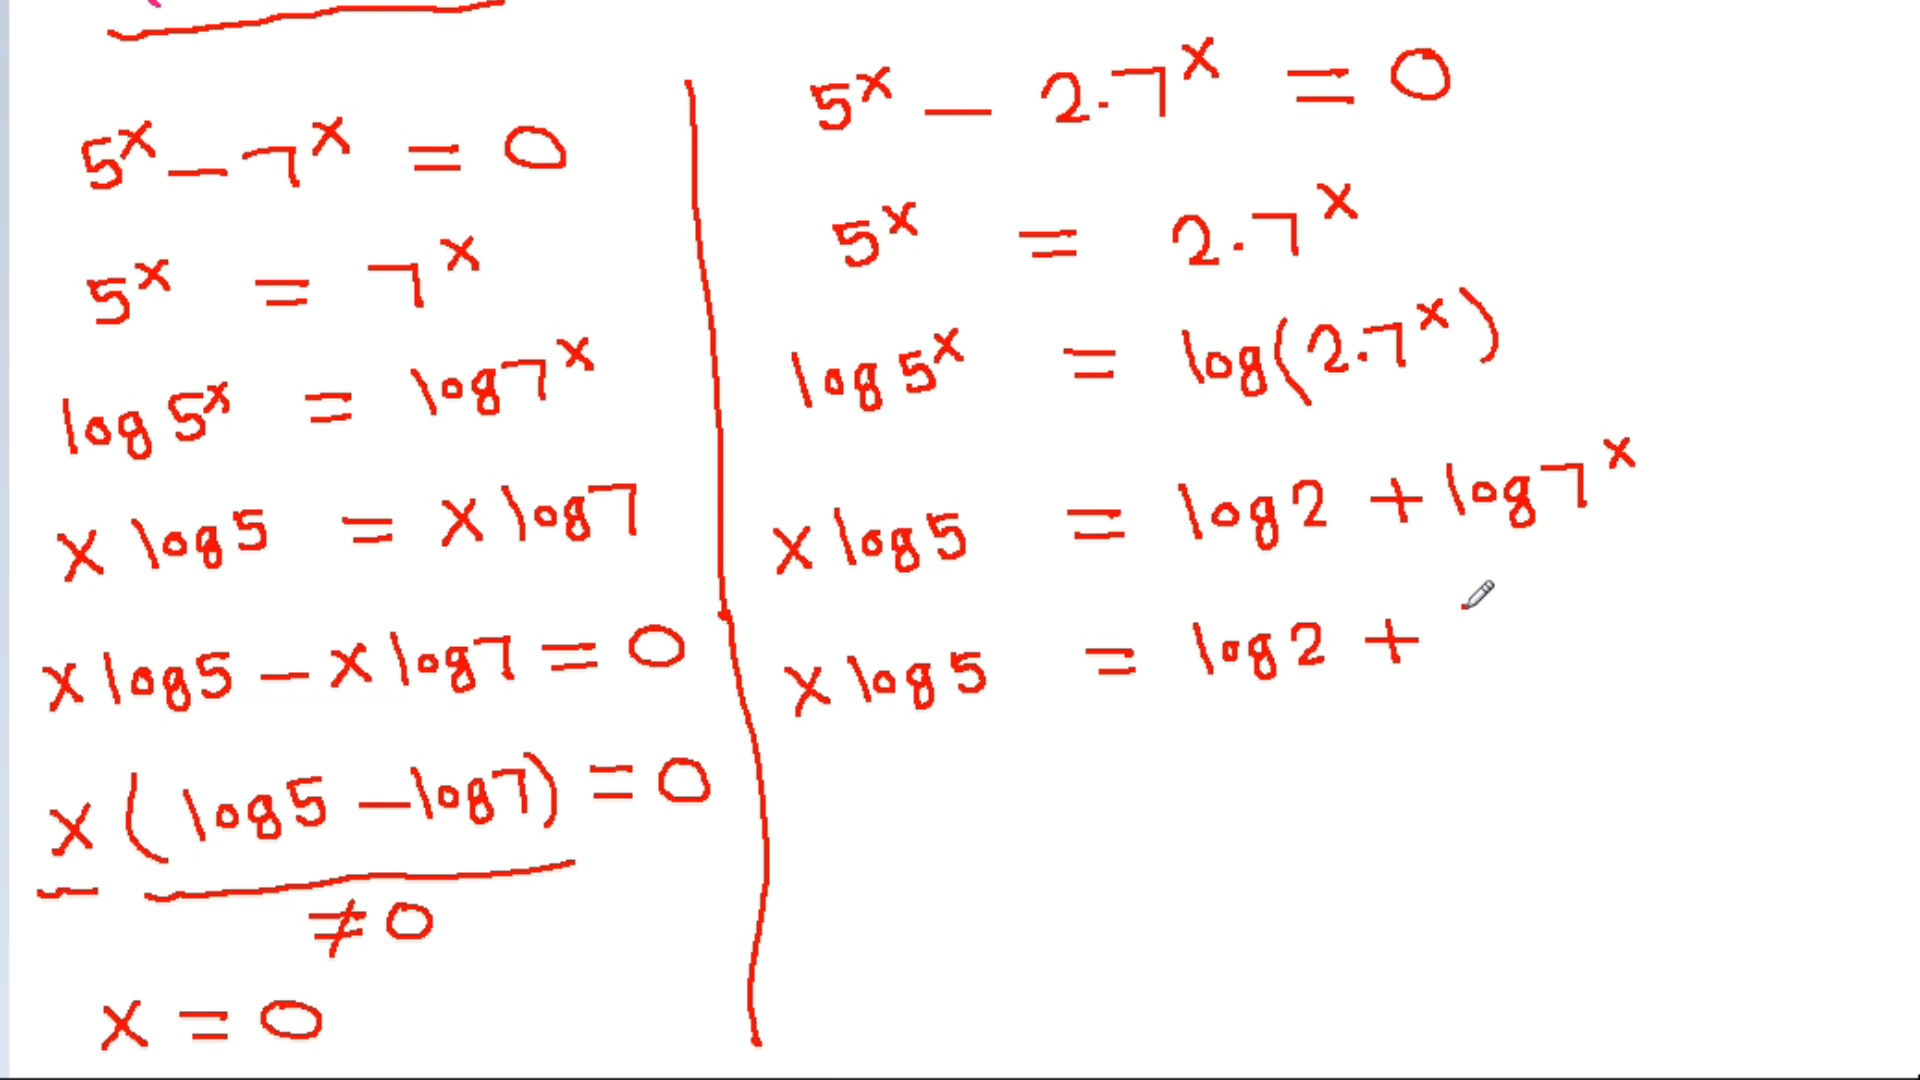 5^x - 7^x = 0
5^x = 7^x
log 5^x = log 7^x
x log 5 = x log 7
x log 5 - x log 7 = 0
x ( log 5 - log 7 ) = 0
≠ 0
x = 0
5^x - 2.7^x = 0
5^x = 2.7^x
log 5^x = log(2.7^x)
x log 5 = log 2 + log 7^x
x log 5 = log 2 +